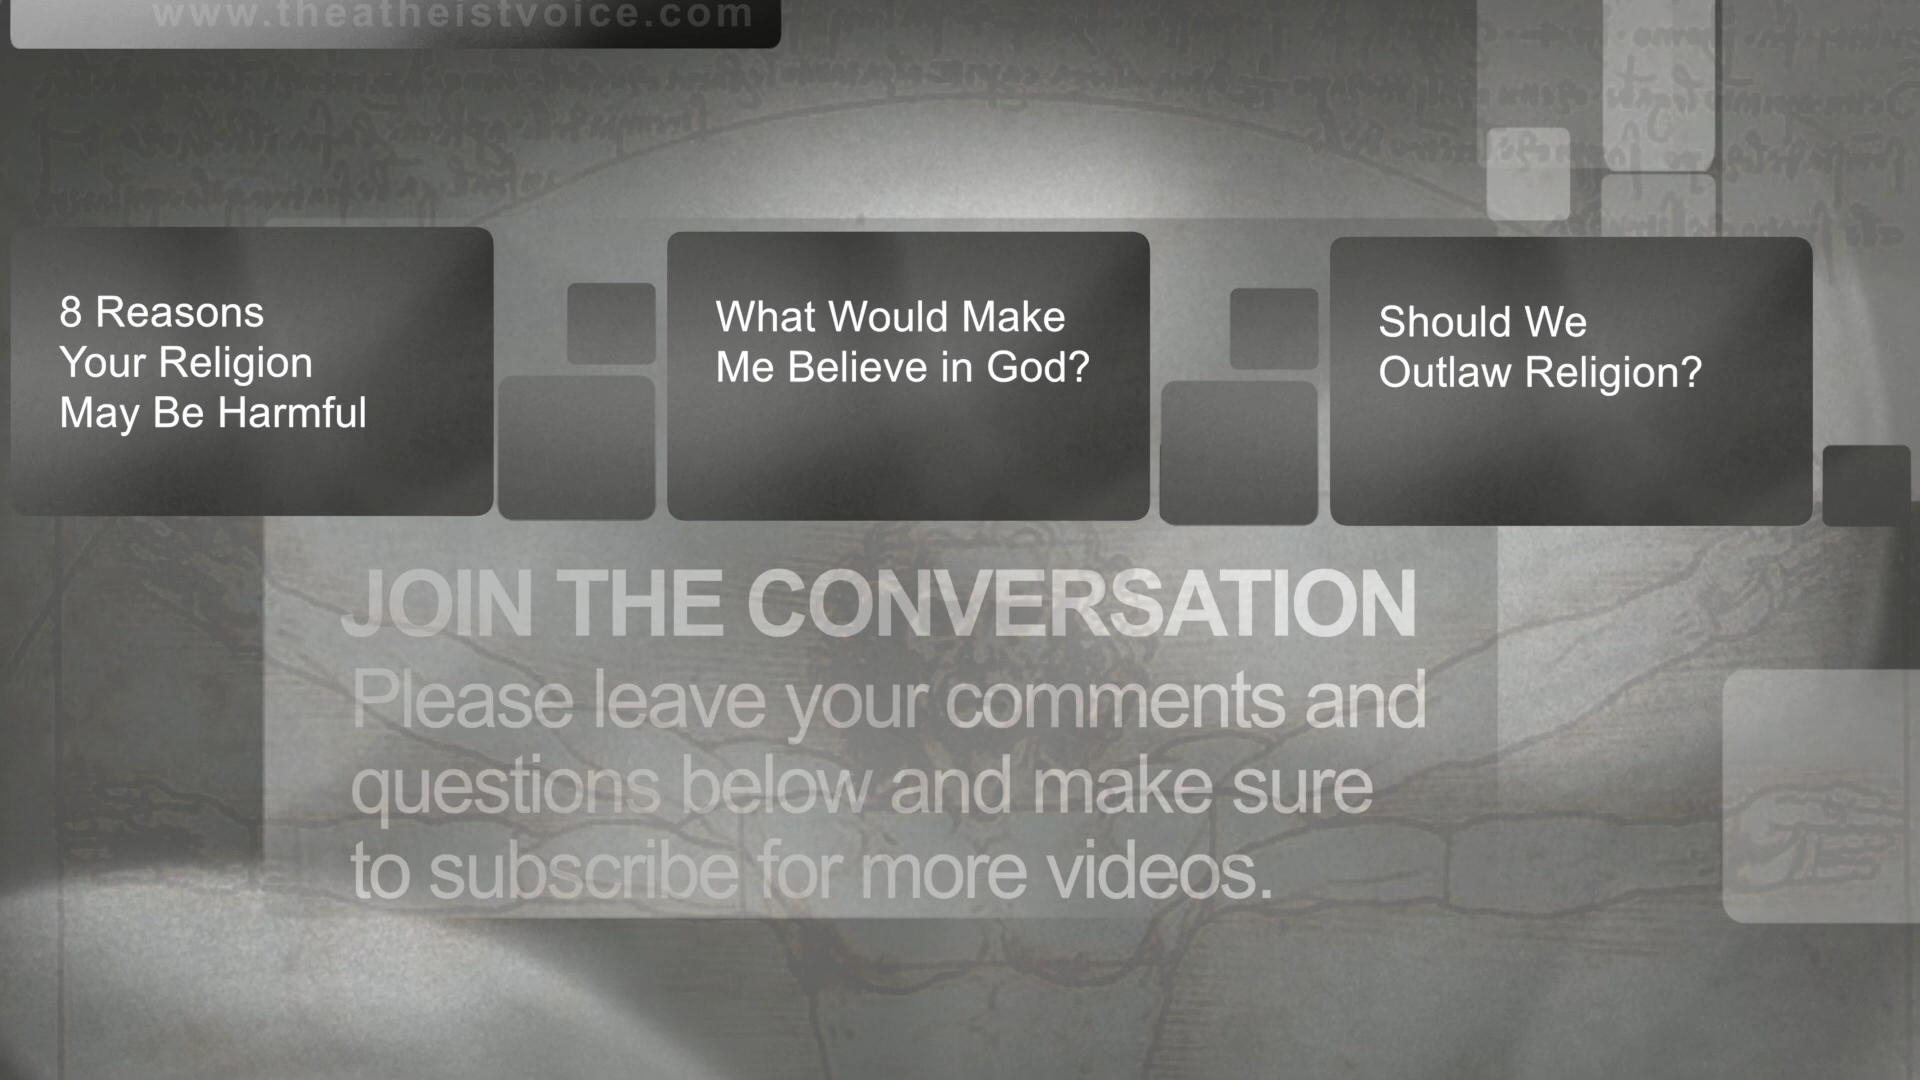 www.theatheistvoice.com
8 Reasons
Your Religion
May Be Harmful
What Would Make
Me Believe in God?
Should We
Outlaw Religion?
JOIN THE CONVERSATION
Please leave your comments and
questions below and make sure
to subscribe for more videos.